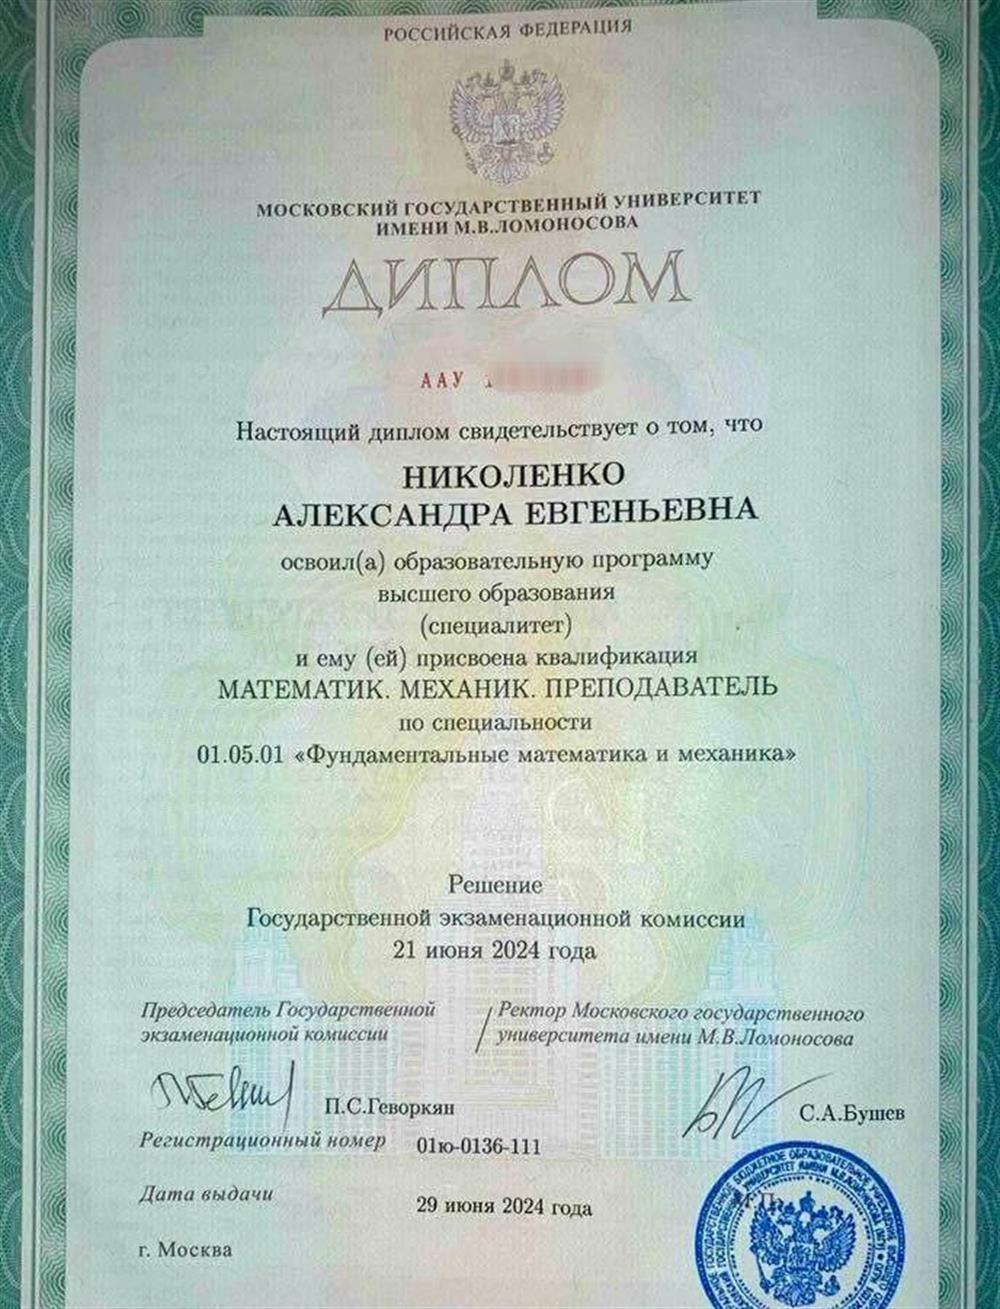 РОССИЙСКАЯ ФЕДЕРАЦИЯ
МОСКОВСКИЙ ГОСУДАРСТВЕННЫЙ УНИВЕРСИТЕТ
ИМЕНИ М.В.ЛОМОНОСОВА
ДИПЛОМ
ААУ
Настоящий диплом свидетельствует о том, что
НИКОЛЕНКО
АЛЕКСАНДРА ЕВГЕНЬЕВНА
освоил(а) образовательную программу
высшего образования
(специалитет)
и ему (ей) присвоена квалификация
МАТЕМАТИК. МЕХАНИК. ПРЕПОДАВАТЕЛЬ
по специальности
01.05.01 «Фундаментальные математика и механика»
Решение
Государственной экзаменационной комиссии
21 июня 2024 года
Председатель Государственной
экзаменационной комиссии
П.С.Геворкян
/ Ректор Московского государственного
университета имени М.В.Ломоносова
С.А.Бушев
Регистрационный номер 01ю-0136-111
Дата выдачи 29 июня 2024 года
г. Москва
М.П.